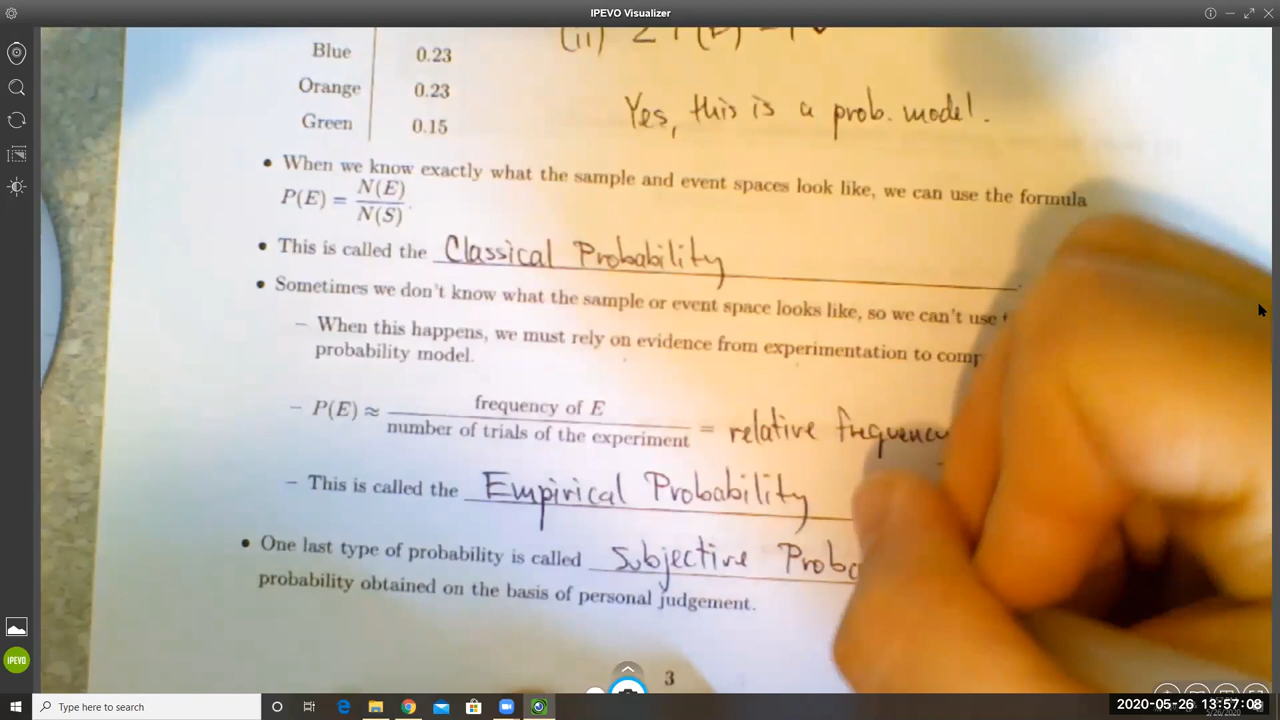 IPEVO Visualizer
Blue 0.23
Orange 0.23
Green 0.15
(ii)
Yes, this is a prob. model.
• When we know exactly what the sample and event spaces look like, we can use the formula
P(E) = N(E)/N(S).
• This is called the Classical Probability
• Sometimes we don't know what the sample or event space looks like, so we can't use
– When this happens, we must rely on evidence from experimentation to
probability model.
– P(E) ≈ frequency of E / number of trials of the experiment = relative frequency
– This is called the Empirical Probability
• One last type of probability is called Subjective
probability obtained on the basis of personal judgement.
3
IPEVO
Type here to search
2020-05-26 13:57:08